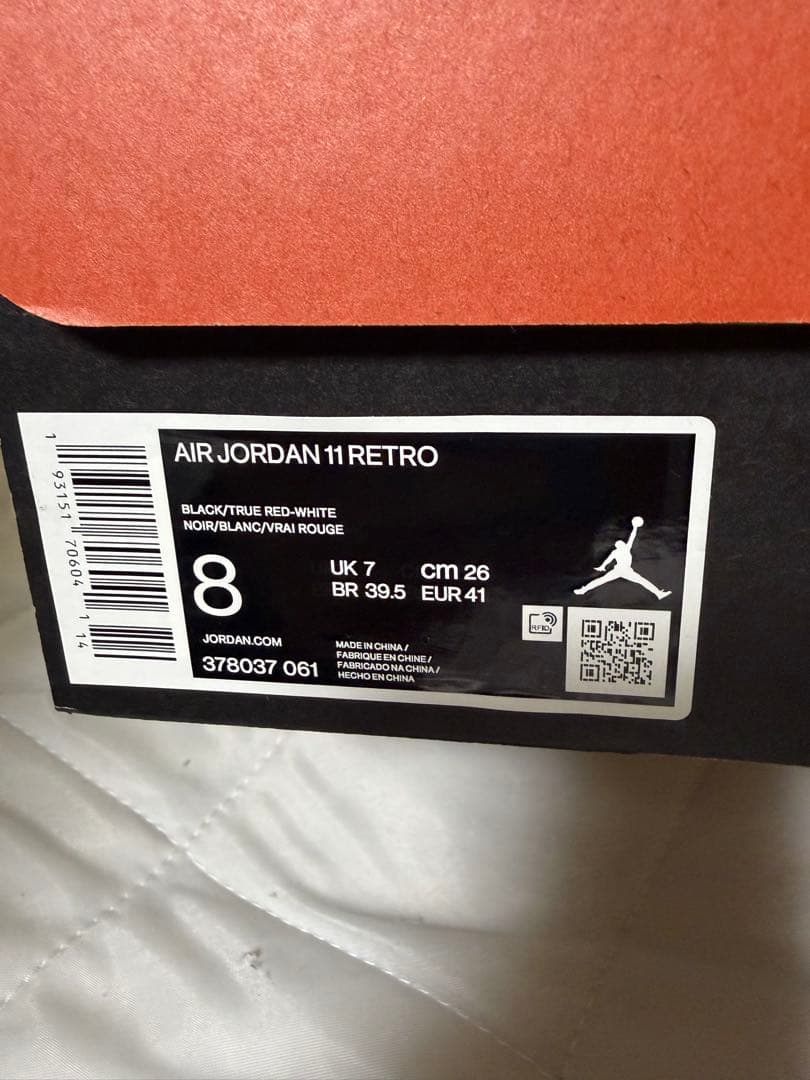 AIR JORDAN 11 RETRO
BLACK/TRUE RED-WHITE
NOIR/BLANC/VRAI ROUGE
8
UK 7 cm 26
BR 39.5 EUR 41
RFID
JORDAN.COM
378037 061
MADE IN CHINA /
FABRIQUE EN CHINE /
FABRICADO NA CHINA /
HECHO EN CHINA
1 93151 70604 114